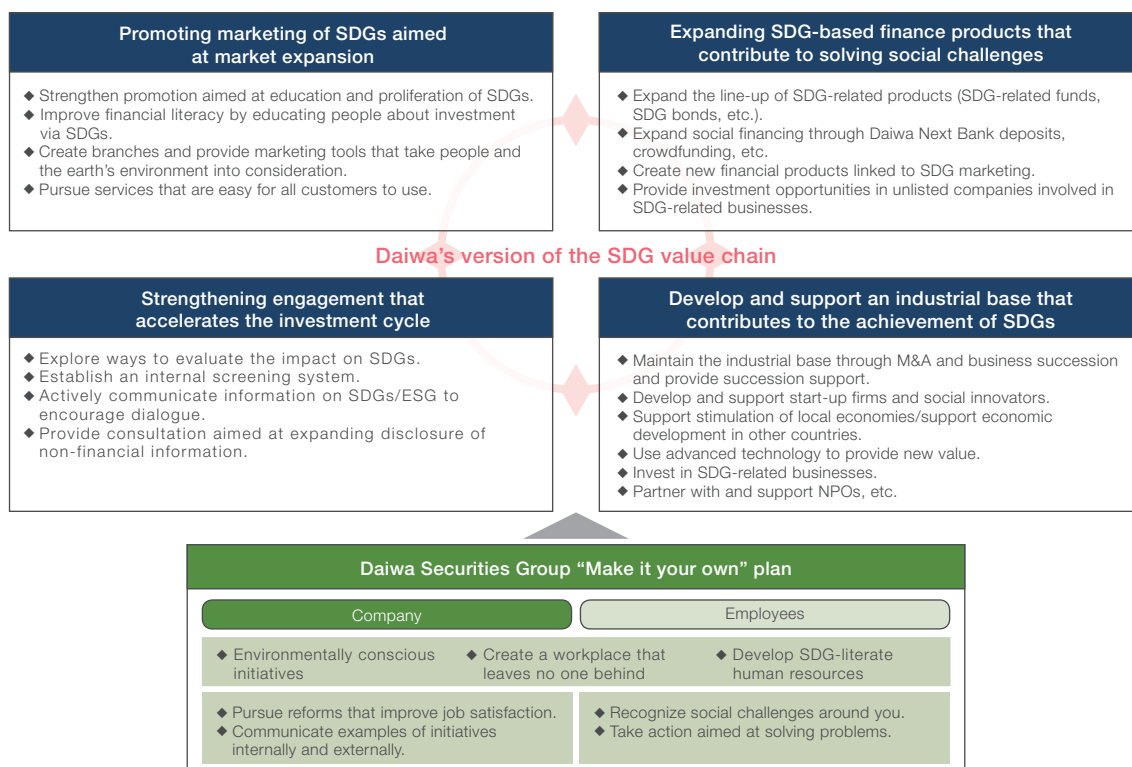 Promoting marketing of SDGs aimed
at market expansion
◆ Strengthen promotion aimed at education and proliferation of SDGs.
◆ Improve financial literacy by educating people about investment
via SDGs.
◆ Create branches and provide marketing tools that take people and
the earth's environment into consideration.
◆ Pursue services that are easy for all customers to use.
Expanding SDG-based finance products that
contribute to solving social challenges
◆ Expand the line-up of SDG-related products (SDG-related funds,
SDG bonds, etc.).
◆ Expand social financing through Daiwa Next Bank deposits,
crowdfunding, etc.
◆ Create new financial products linked to SDG marketing.
◆ Provide investment opportunities in unlisted companies involved in
SDG-related businesses.
Daiwa's version of the SDG value chain
Strengthening engagement that
accelerates the investment cycle
◆ Explore ways to evaluate the impact on SDGs.
◆ Establish an internal screening system.
◆ Actively communicate information on SDGs/ESG to
encourage dialogue.
◆ Provide consultation aimed at expanding disclosure of
non-financial information.
Develop and support an industrial base that
contributes to the achievement of SDGs
◆ Maintain the industrial base through M&A and business succession
and provide succession support.
◆ Develop and support start-up firms and social innovators.
◆ Support stimulation of local economies/support economic
development in other countries.
◆ Use advanced technology to provide new value.
◆ Invest in SDG-related businesses.
◆ Partner with and support NPOs, etc.
Daiwa Securities Group “Make it your own” plan
Company
Employees
◆ Environmentally conscious
initiatives
◆ Create a workplace that
leaves no one behind
◆ Develop SDG-literate
human resources
◆ Pursue reforms that improve job satisfaction.
◆ Communicate examples of initiatives
internally and externally.
◆ Recognize social challenges around you.
◆ Take action aimed at solving problems.